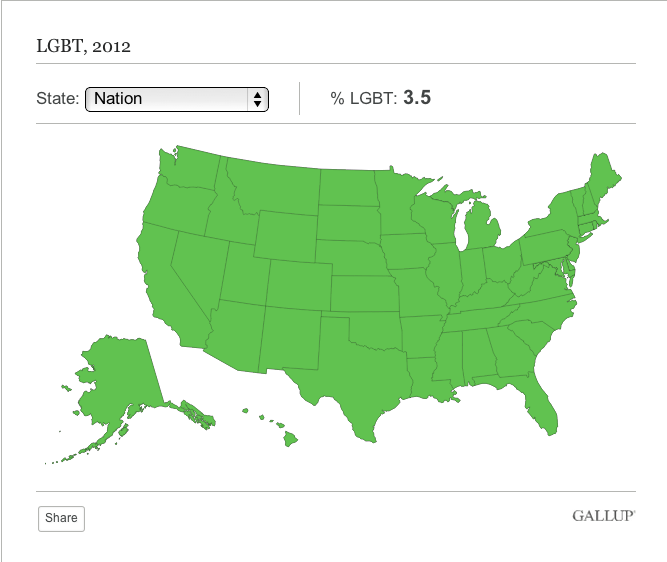 LGBT, 2012
State: Nation % LGBT: 3.5
Share GALLUP®